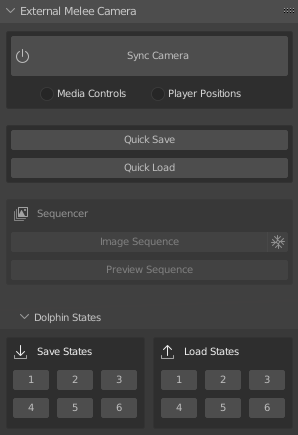 External Melee Camera
Sync Camera
Media Controls Player Positions
Quick Save
Quick Load
Sequencer
Image Sequence
Preview Sequence
Dolphin States
Save States Load States
1 2 3 1 2 3
4 5 6 4 5 6